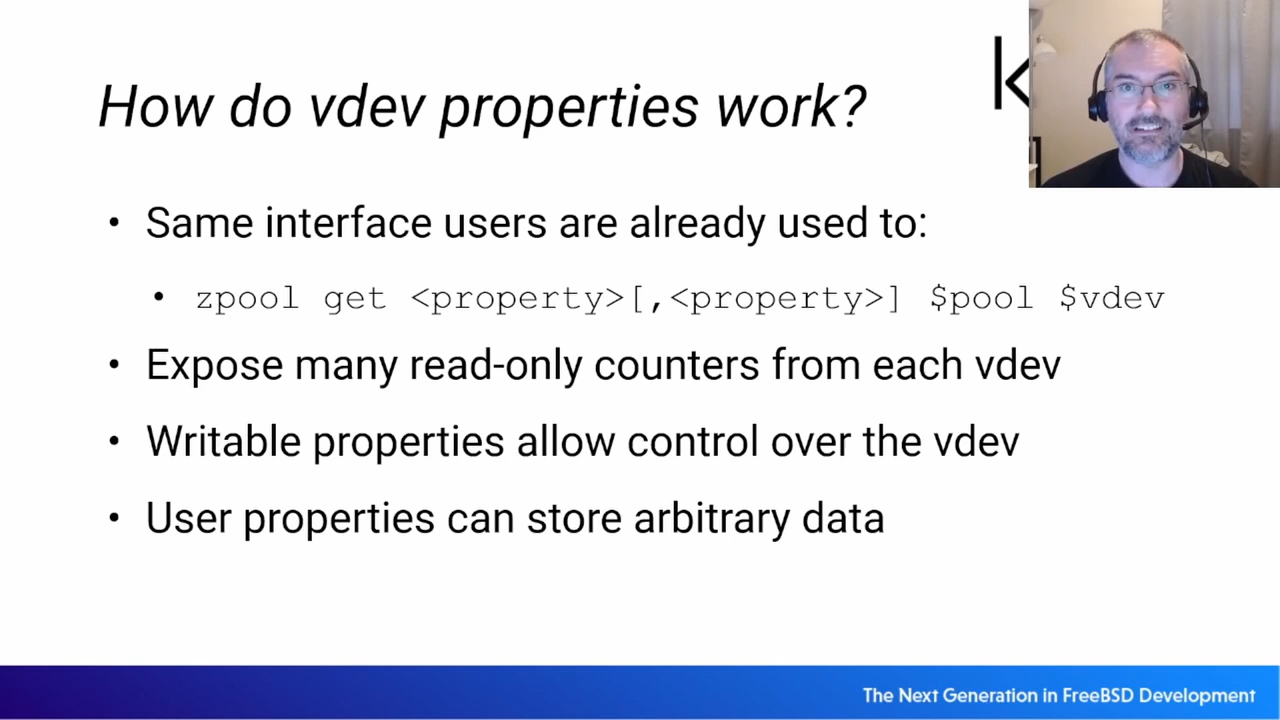 How do vdev properties work?
k
• Same interface users are already used to:
• zpool get <property>[,<property>] $pool $vdev
• Expose many read-only counters from each vdev
• Writable properties allow control over the vdev
• User properties can store arbitrary data
The Next Generation in FreeBSD Development